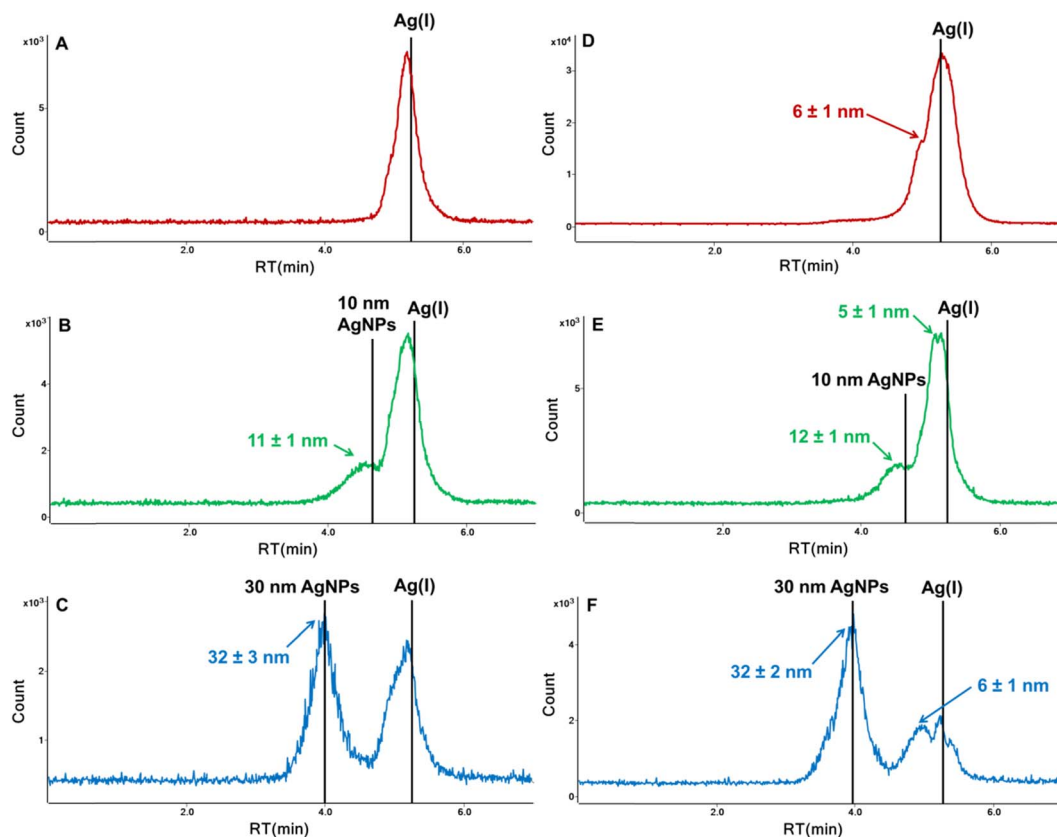 Ag(I)
x10³
A
5
0
Count
2.0
4.0
6.0
RT(min)
Ag(I)
x10⁴
D
3
2
1
0
Count
6 ± 1 nm
2.0
4.0
6.0
RT(min)
10 nm
AgNPs
Ag(I)
x10³
B
4
2
0
Count
11 ± 1 nm
2.0
4.0
6.0
RT(min)
5 ± 1 nm
Ag(I)
x10³
E
10 nm AgNPs
5
0
Count
12 ± 1 nm
2.0
4.0
6.0
RT(min)
30 nm AgNPs
Ag(I)
x10³
C
2
1
Count
32 ± 3 nm
2.0
4.0
6.0
RT(min)
30 nm AgNPs
Ag(I)
x10³
F
4
2
0
Count
32 ± 2 nm
6 ± 1 nm
2.0
4.0
6.0
RT(min)